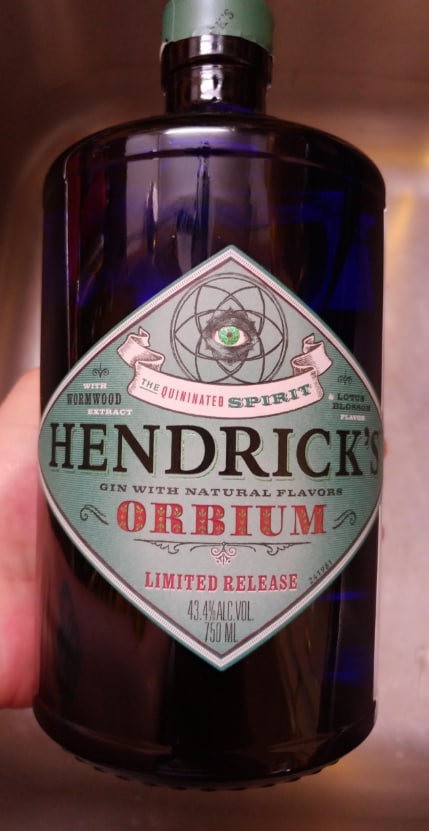 THE QUININATED SPIRIT
WITH
WORMWOOD
EXTRACT
& LOTUS
BLOSSOM
FLAVOR
HENDRICK'S
GIN WITH NATURAL FLAVORS
ORBIUM
LIMITED RELEASE
43.4% ALC.VOL.
750 ML